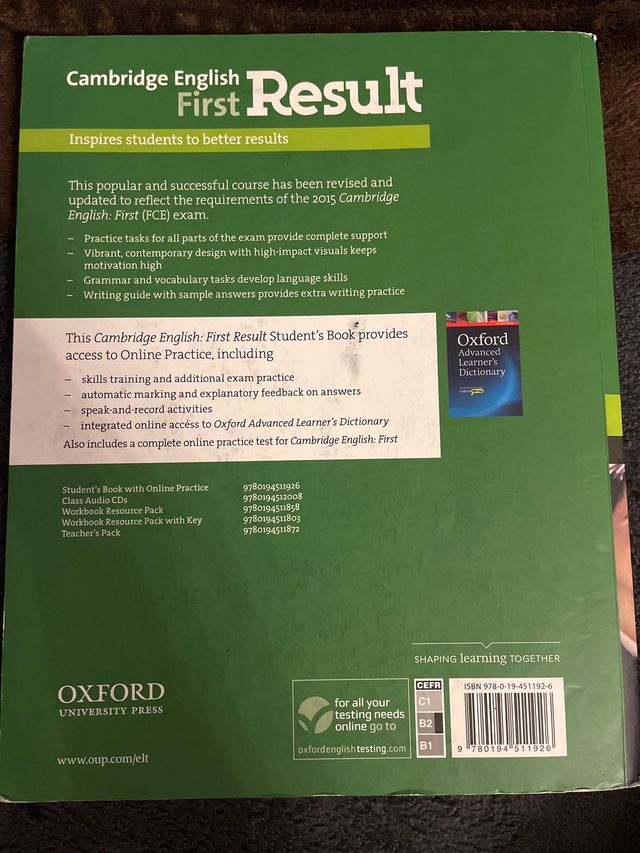 Cambridge English
First Result
Inspires students to better results
This popular and successful course has been revised and
updated to reflect the requirements of the 2015 Cambridge
English: First (FCE) exam.
– Practice tasks for all parts of the exam provide complete support
– Vibrant, contemporary design with high-impact visuals keeps
motivation high
– Grammar and vocabulary tasks develop language skills
– Writing guide with sample answers provides extra writing practice
This Cambridge English: First Result Student's Book provides
access to Online Practice, including
– skills training and additional exam practice
– automatic marking and explanatory feedback on answers
– speak-and-record activities
– integrated online access to Oxford Advanced Learner's Dictionary
Also includes a complete online practice test for Cambridge English: First
Oxford
Advanced
Learner's
Dictionary
Student's Book with Online Practice 9780194511926
Class Audio CDs 9780194512008
Workbook Resource Pack 9780194511858
Workbook Resource Pack with Key 9780194511803
Teacher's Pack 9780194511872
SHAPING learning TOGETHER
OXFORD
UNIVERSITY PRESS
www.oup.com/elt
for all your
testing needs
online go to
oxfordenglishtesting.com
CEFR
C1
B2
B1
ISBN 978-0-19-451192-6
9 780194 511926